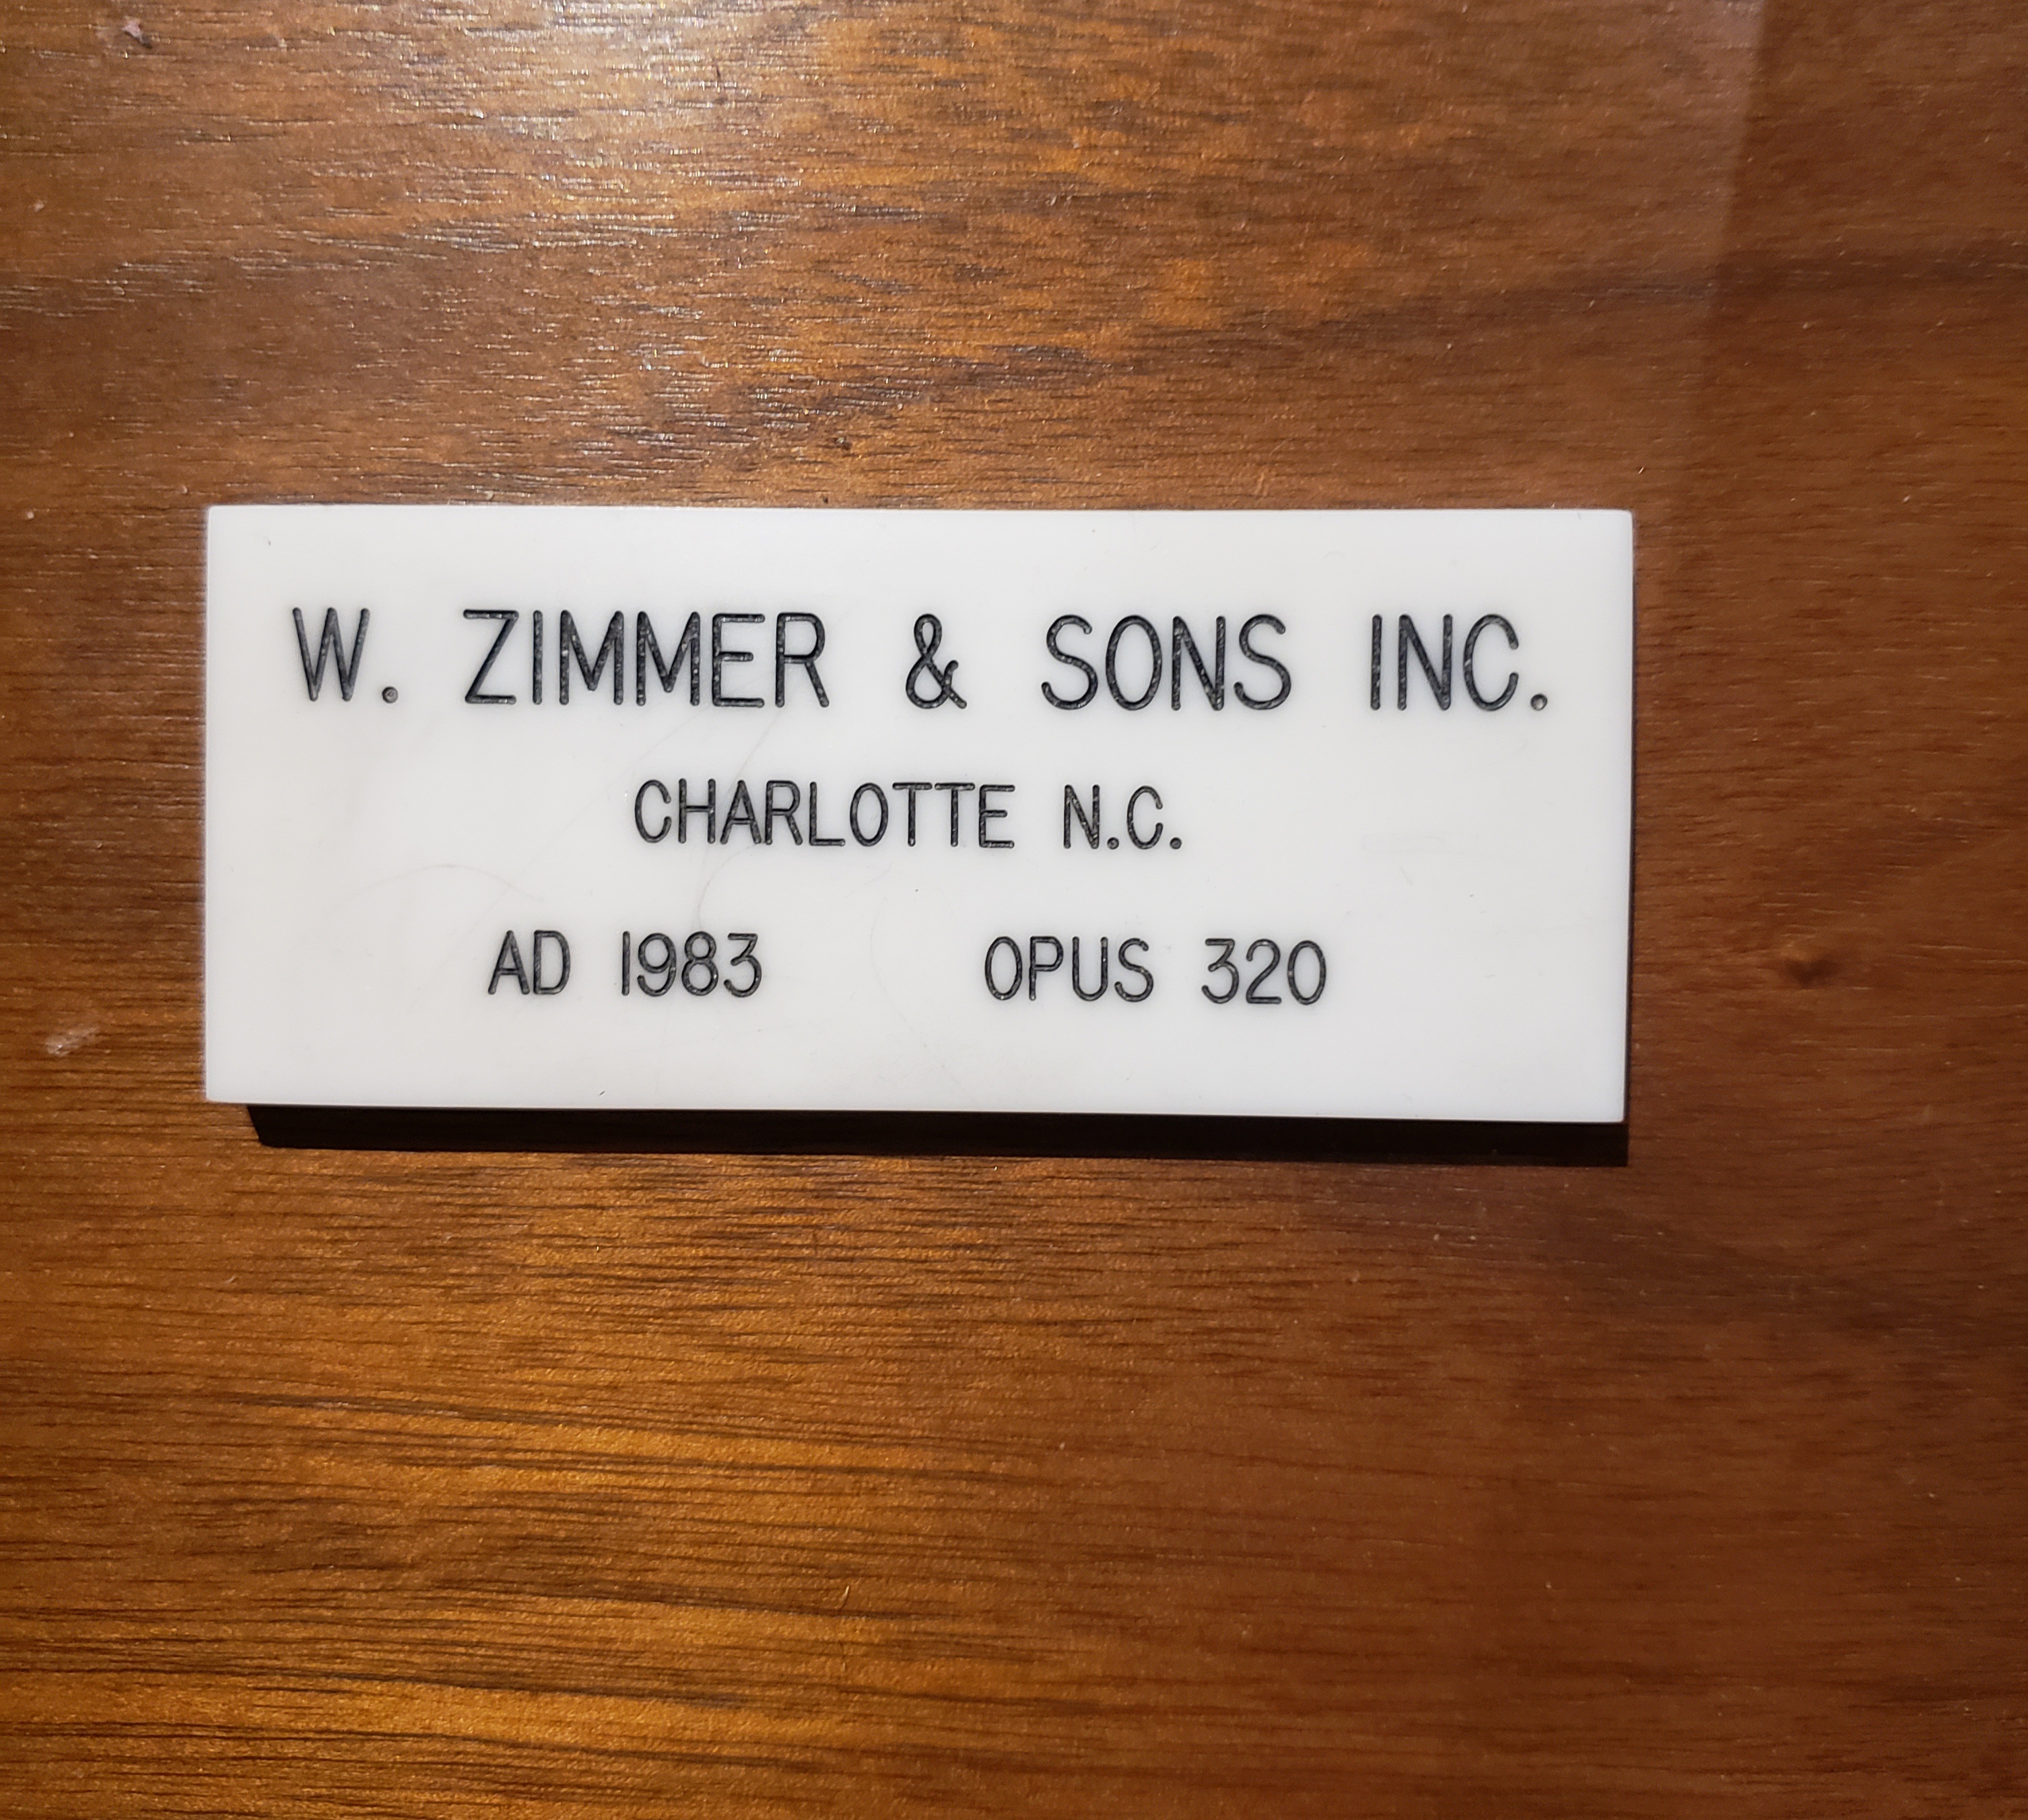 W. ZIMMER & SONS INC.
CHARLOTTE N.C.
AD 1983 OPUS 320